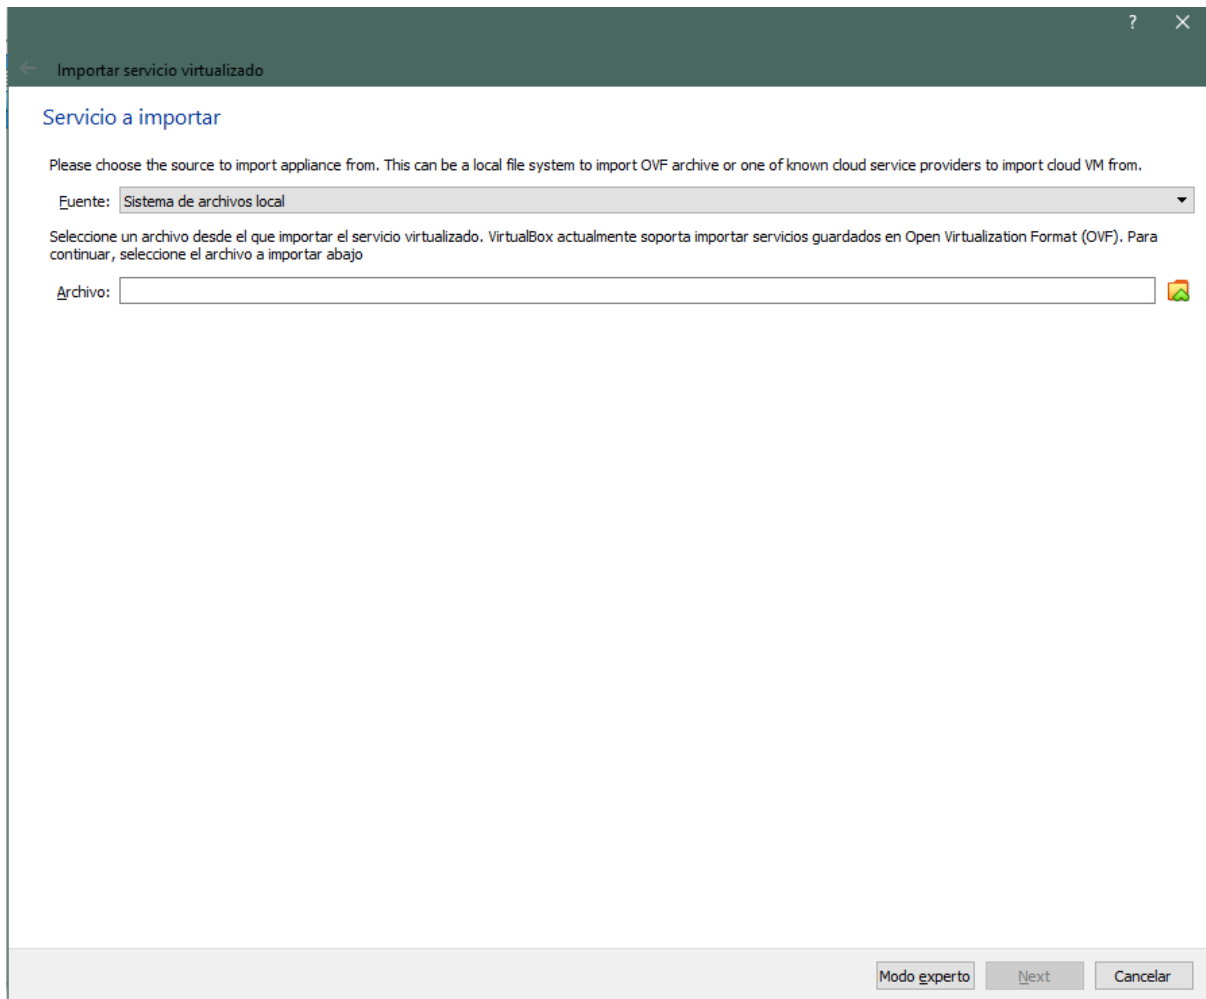 ?
Importar servicio virtualizado
Servicio a importar
Please choose the source to import appliance from. This can be a local file system to import OVF archive or one of known cloud service providers to import cloud VM from.
Fuente: Sistema de archivos local
Seleccione un archivo desde el que importar el servicio virtualizado. VirtualBox actualmente soporta importar servicios guardados en Open Virtualization Format (OVF). Para
continuar, seleccione el archivo a importar abajo
Archivo:
Modo experto Next Cancelar